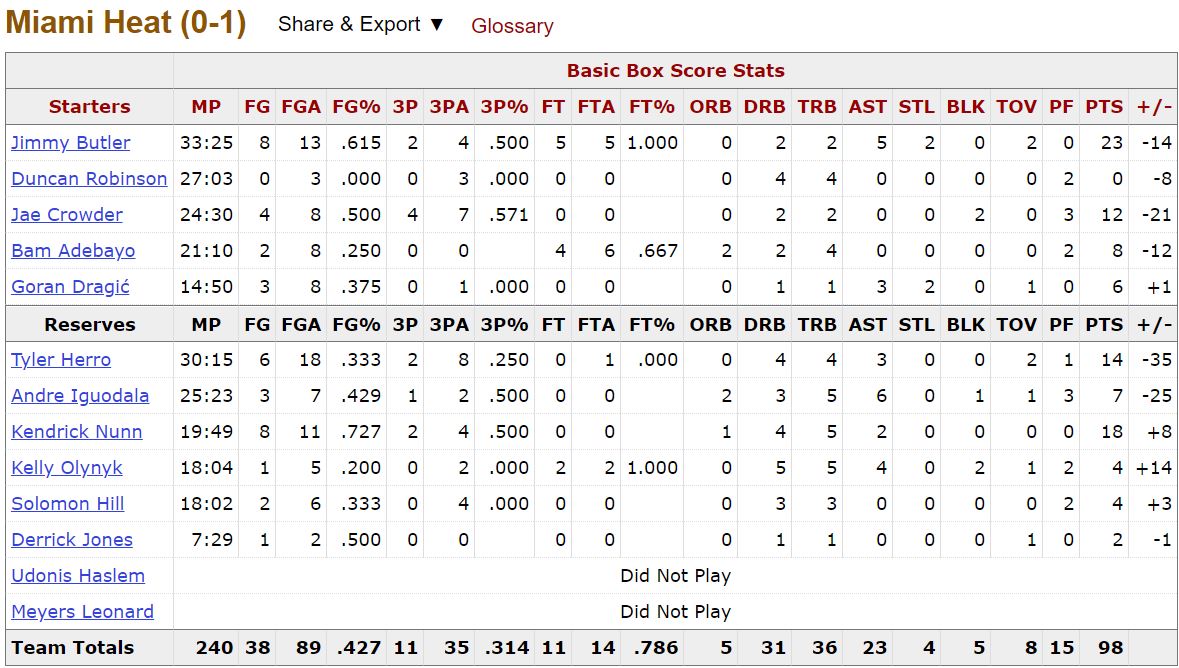 Miami Heat (0-1) Share & Export ▼ Glossary
Basic Box Score Stats
Starters MP FG FGA FG% 3P 3PA 3P% FT FTA FT% ORB DRB TRB AST STL BLK TOV PF PTS +/-
Jimmy Butler 33:25 8 13 .615 2 4 .500 5 5 1.000 0 2 2 5 2 0 2 0 23 -14
Duncan Robinson 27:03 0 3 .000 0 3 .000 0 0 0 4 4 0 0 0 0 2 0 -8
Jae Crowder 24:30 4 8 .500 4 7 .571 0 0 0 2 2 0 0 2 0 3 12 -21
Bam Adebayo 21:10 2 8 .250 0 0 4 6 .667 2 2 4 0 0 0 0 2 8 -12
Goran Dragić 14:50 3 8 .375 0 1 .000 0 0 0 1 1 3 2 0 1 0 6 +1
Reserves MP FG FGA FG% 3P 3PA 3P% FT FTA FT% ORB DRB TRB AST STL BLK TOV PF PTS +/-
Tyler Herro 30:15 6 18 .333 2 8 .250 0 1 .000 0 4 4 3 0 0 2 1 14 -35
Andre Iguodala 25:23 3 7 .429 1 2 .500 0 0 2 3 5 6 0 1 1 3 7 -25
Kendrick Nunn 19:49 8 11 .727 2 4 .500 0 0 1 4 5 2 0 0 0 0 18 +8
Kelly Olynyk 18:04 1 5 .200 0 2 .000 2 2 1.000 0 5 5 4 0 2 1 2 4 +14
Solomon Hill 18:02 2 6 .333 0 4 .000 0 0 0 3 3 0 0 0 0 2 4 +3
Derrick Jones 7:29 1 2 .500 0 0 0 0 0 1 1 0 0 0 1 0 2 -1
Udonis Haslem Did Not Play
Meyers Leonard Did Not Play
Team Totals 240 38 89 .427 11 35 .314 11 14 .786 5 31 36 23 4 5 8 15 98